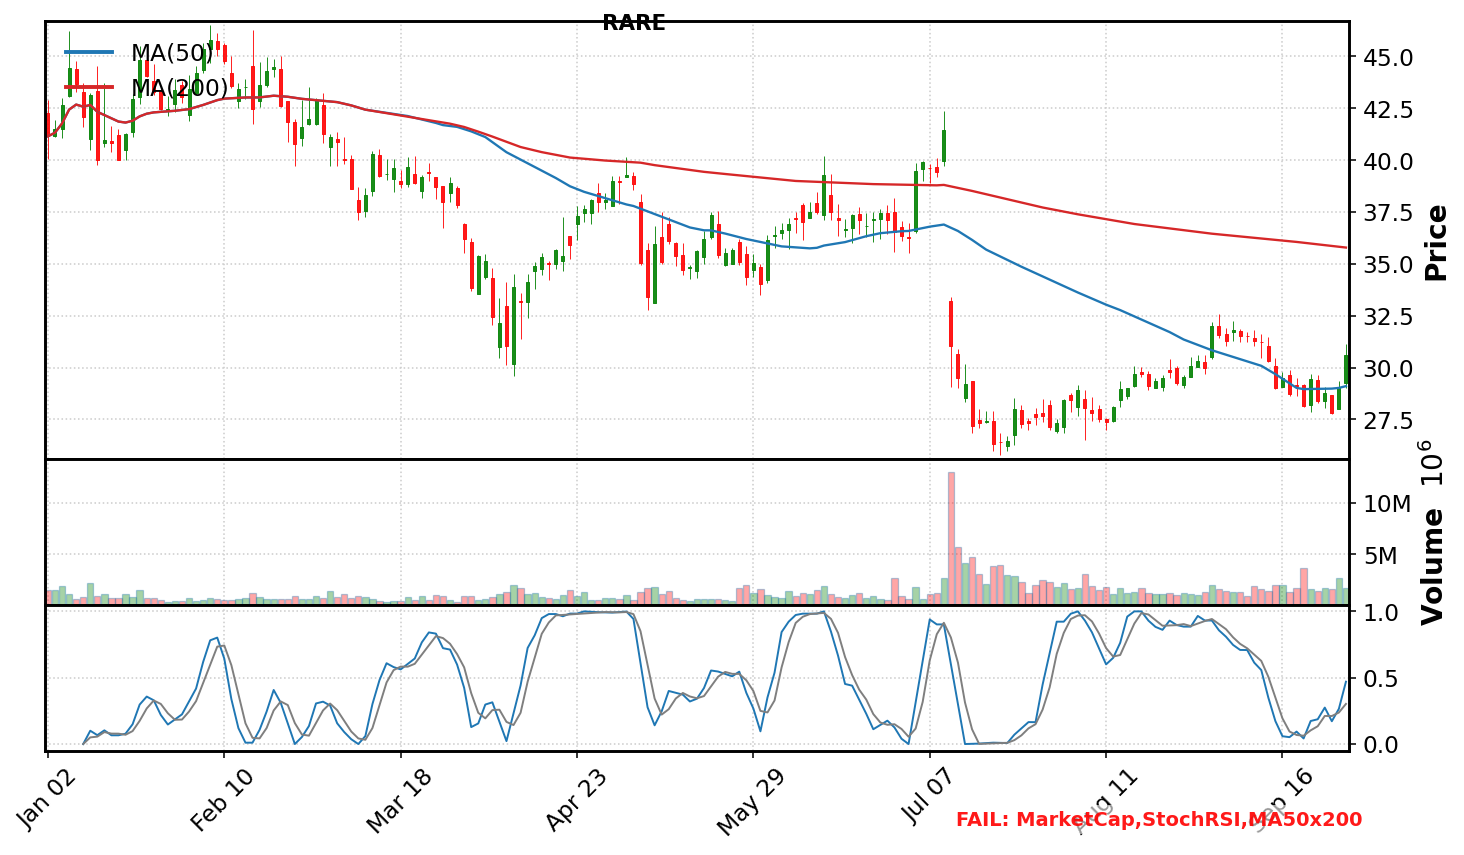 RARE
MA(50)
MA(200)
45.0
42.5
40.0
37.5
35.0
32.5
30.0
27.5
Price
10M
5M
Volume 10^6
1.0
0.5
0.0
Jan 02
Feb 10
Mar 18
Apr 23
May 29
Jul 07
Aug 11
Sep 16
FAIL: MarketCap,StochRSI,MA50x200